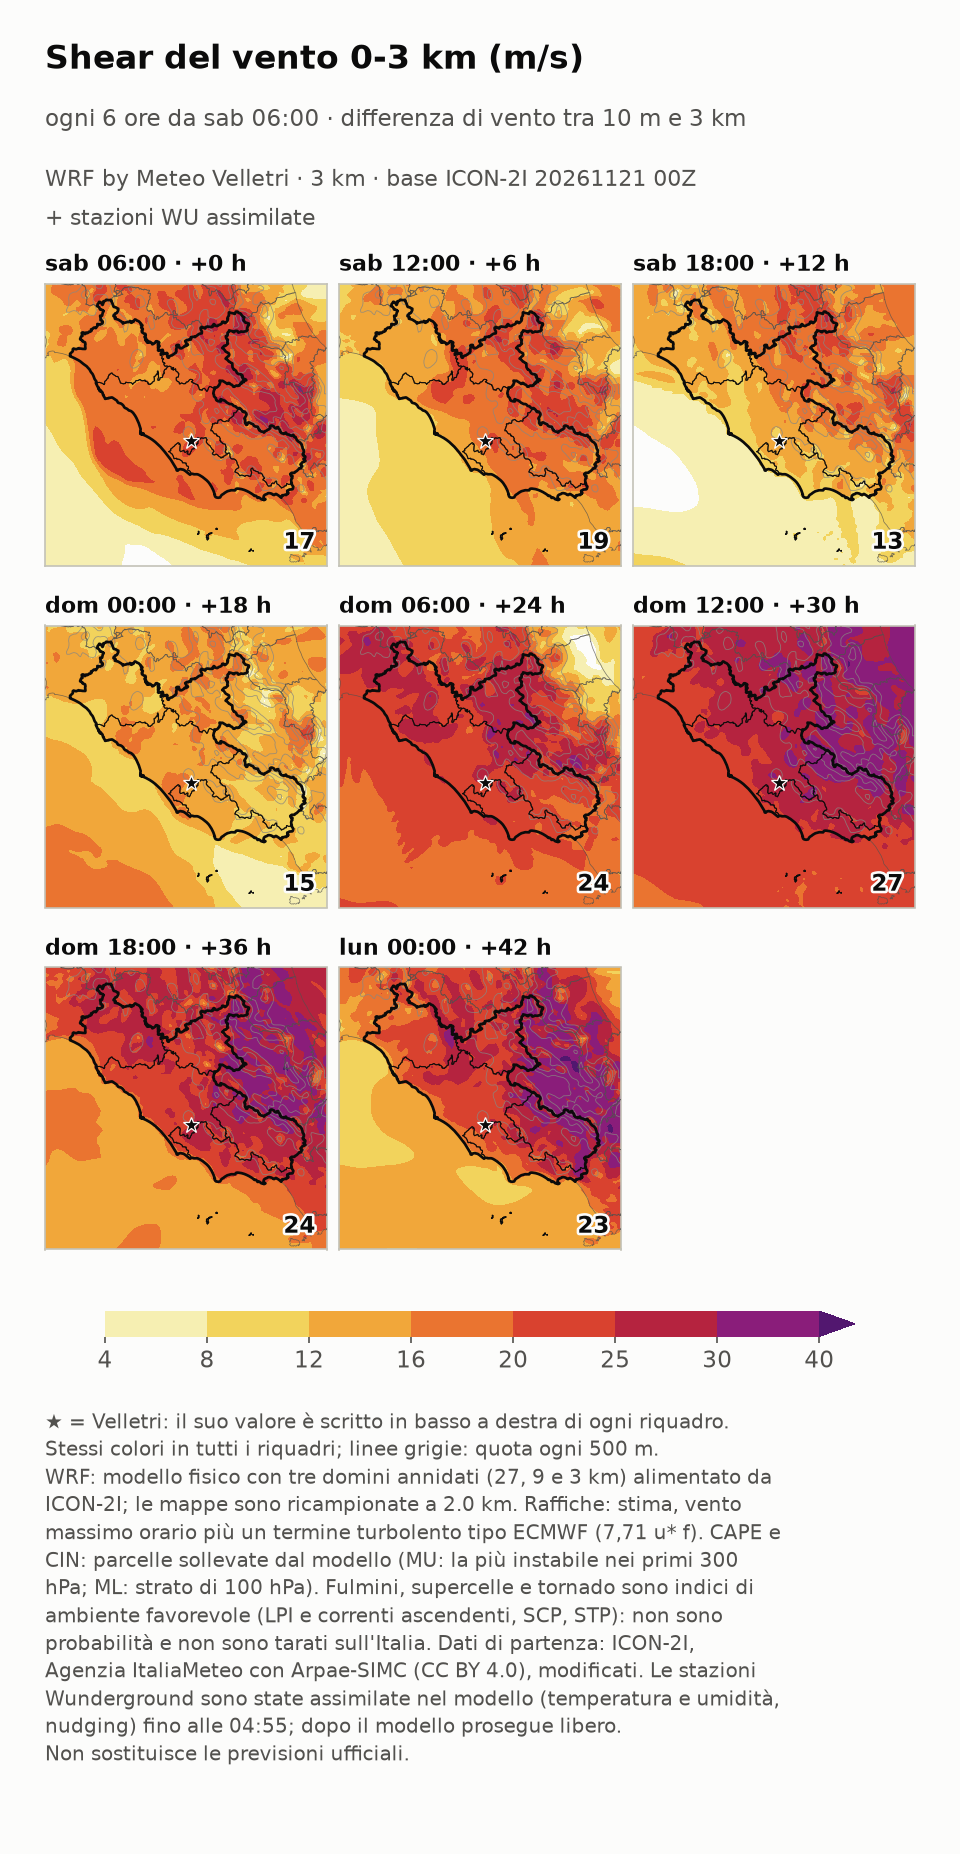 Shear del vento 0-3 km (m/s)
ogni 6 ore da sab 06:00 · differenza di vento tra 10 m e 3 km
WRF by Meteo Velletri · 3 km · base ICON-2I 20261121 00Z
+ stazioni WU assimilate
sab 06:00 · +0 h
sab 12:00 · +6 h
sab 18:00 · +12 h
17
19
13
dom 00:00 · +18 h
dom 06:00 · +24 h
dom 12:00 · +30 h
15
24
27
dom 18:00 · +36 h
lun 00:00 · +42 h
24
23
4 8 12 16 20 25 30 40
★ = Velletri: il suo valore è scritto in basso a destra di ogni riquadro.
Stessi colori in tutti i riquadri; linee grigie: quota ogni 500 m.
WRF: modello fisico con tre domini annidati (27, 9 e 3 km) alimentato da
ICON-2I; le mappe sono ricampionate a 2.0 km. Raffiche: stima, vento
massimo orario più un termine turbolento tipo ECMWF (7,71 u* f). CAPE e
CIN: parcelle sollevate dal modello (MU: la più instabile nei primi 300
hPa; ML: strato di 100 hPa). Fulmini, supercelle e tornado sono indici di
ambiente favorevole (LPI e correnti ascendenti, SCP, STP): non sono
probabilità e non sono tarati sull'Italia. Dati di partenza: ICON-2I,
Agenzia ItaliaMeteo con Arpae-SIMC (CC BY 4.0), modificati. Le stazioni
Wunderground sono state assimilate nel modello (temperatura e umidità,
nudging) fino alle 04:55; dopo il modello prosegue libero.
Non sostituisce le previsioni ufficiali.